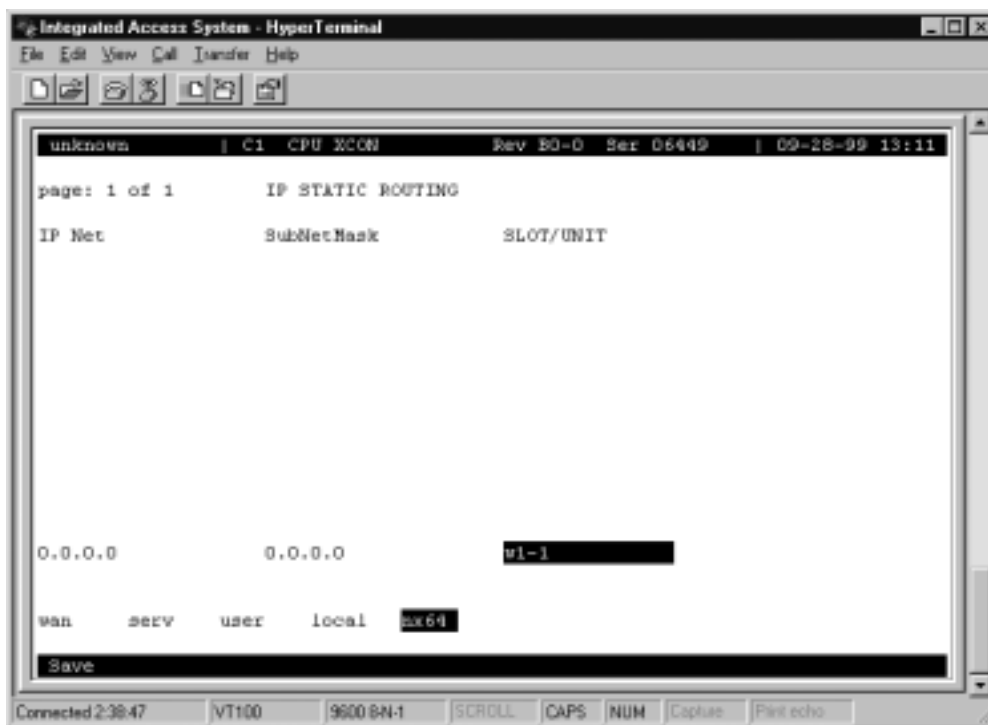 Integrated Access System - HyperTerminal
File Edit View Call Transfer Help
unknown | C1 CPU XCON Rev B0-0 Ser 06449 | 09-28-99 13:11
page: 1 of 1 IP STATIC ROUTING
IP Net SubNetMask SLOT/UNIT
0.0.0.0 0.0.0.0 w1-1
wan serv user local nx64
Save
Connected 2:38:47 VT100 9600 8-N-1 SCROLL CAPS NUM Capture Print echo